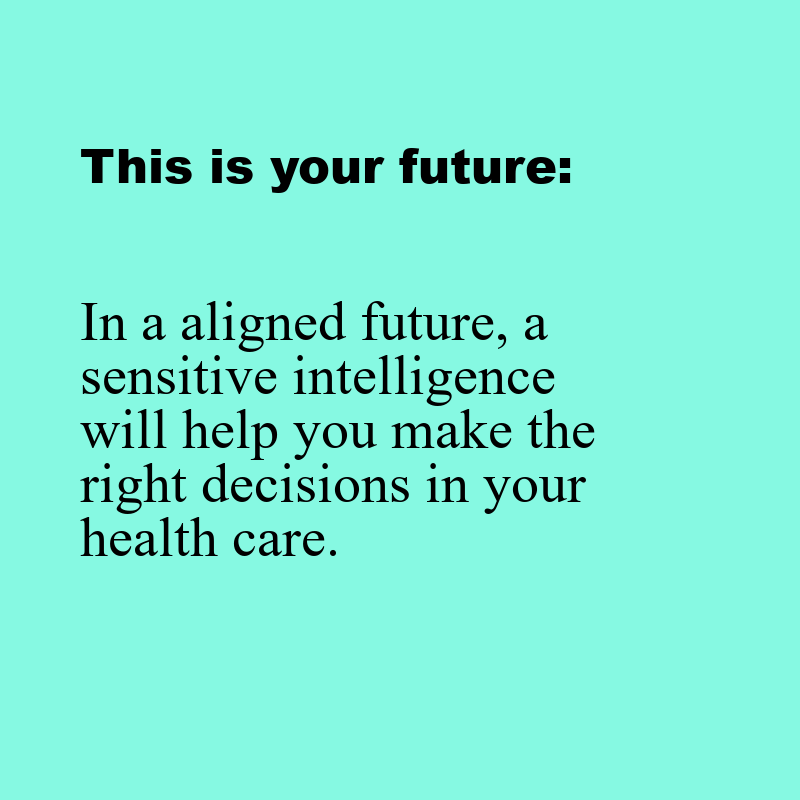 This is your future:
In a aligned future, a
sensitive intelligence
will help you make the
right decisions in your
health care.